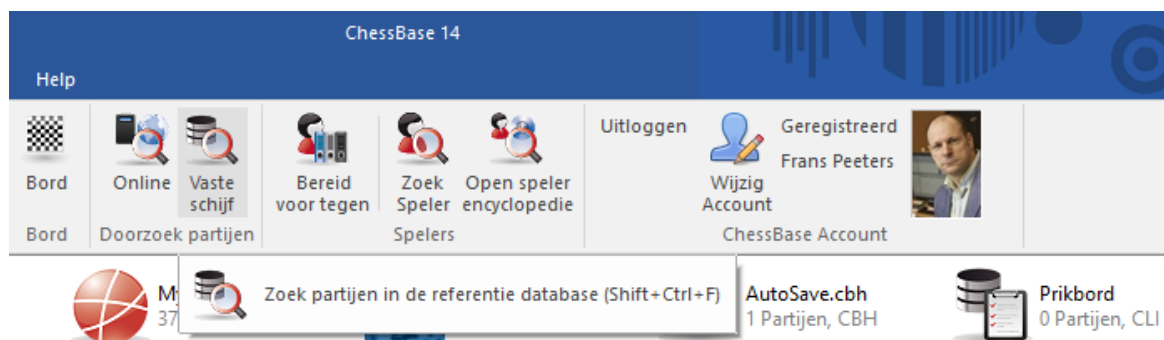 ChessBase 14
Help
Bord
Online
Vaste
schijf
Bereid
voor tegen
Zoek
Speler
Open speler
encyclopedie
Uitloggen
Wijzig
Account
Geregistreerd
Frans Peeters
Bord
Doorzoek partijen
Spelers
ChessBase Account
Zoek partijen in de referentie database (Shift+Ctrl+F)
AutoSave.cbh
1 Partijen, CBH
Prikbord
0 Partijen, CLI